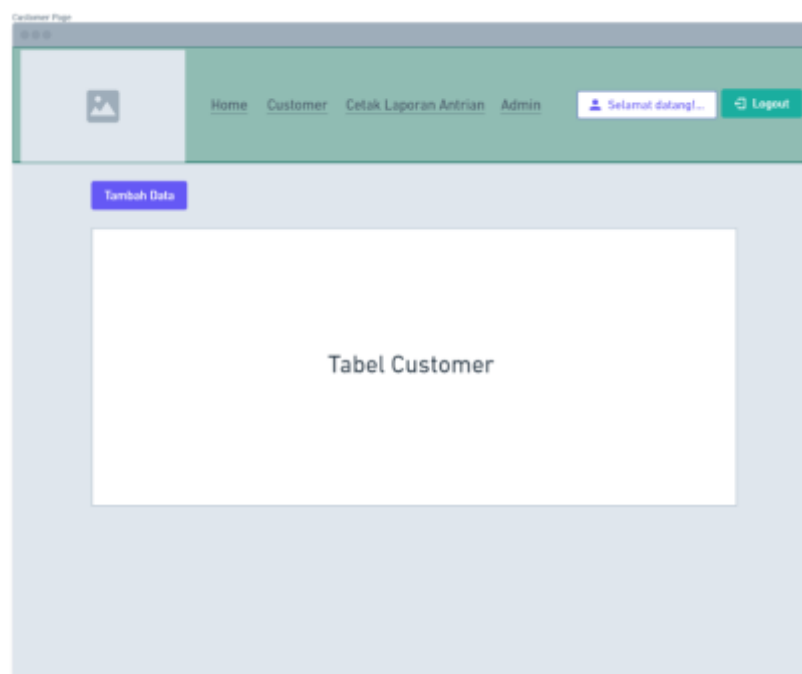 Customer Page
Home Customer Cetak Laporan Antrian Admin Selamat datang!... Logout
Tambah Data
Tabel Customer